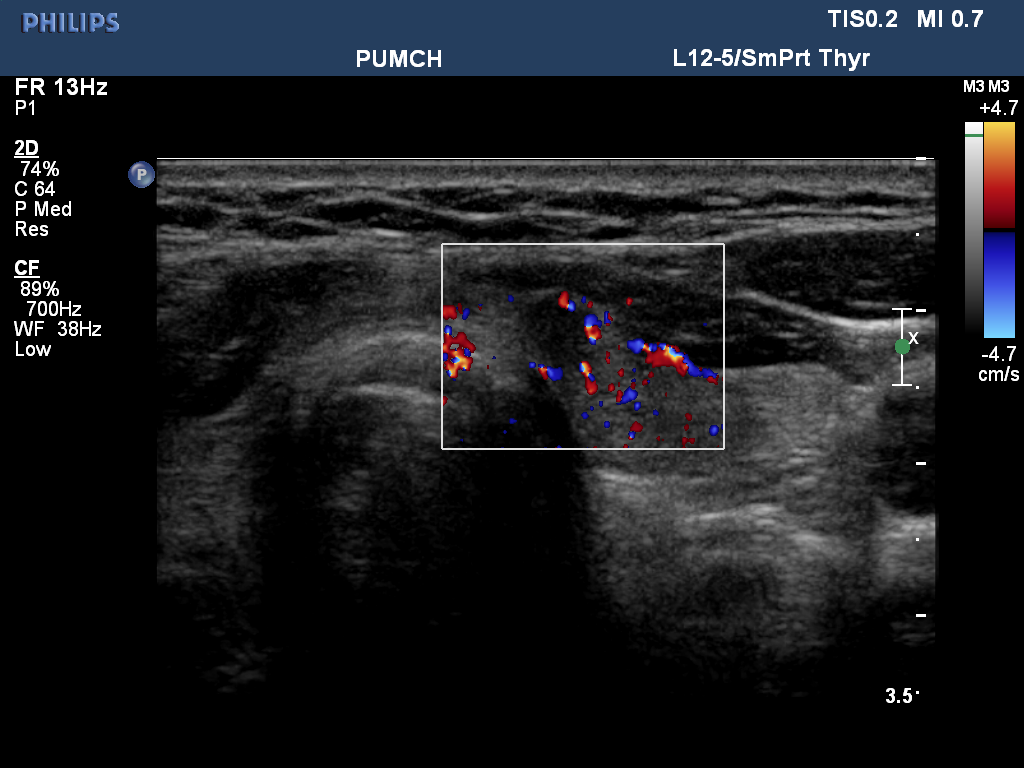 PHILIPS
TIS0.2 MI 0.7
PUMCH
L12-5/SmPrt Thyr
FR 13Hz
P1
M3 M3
+4.7
2D
74%
C 64
P Med
Res
P
CF
89%
700Hz
WF 38Hz
Low
x
-4.7
cm/s
3.5